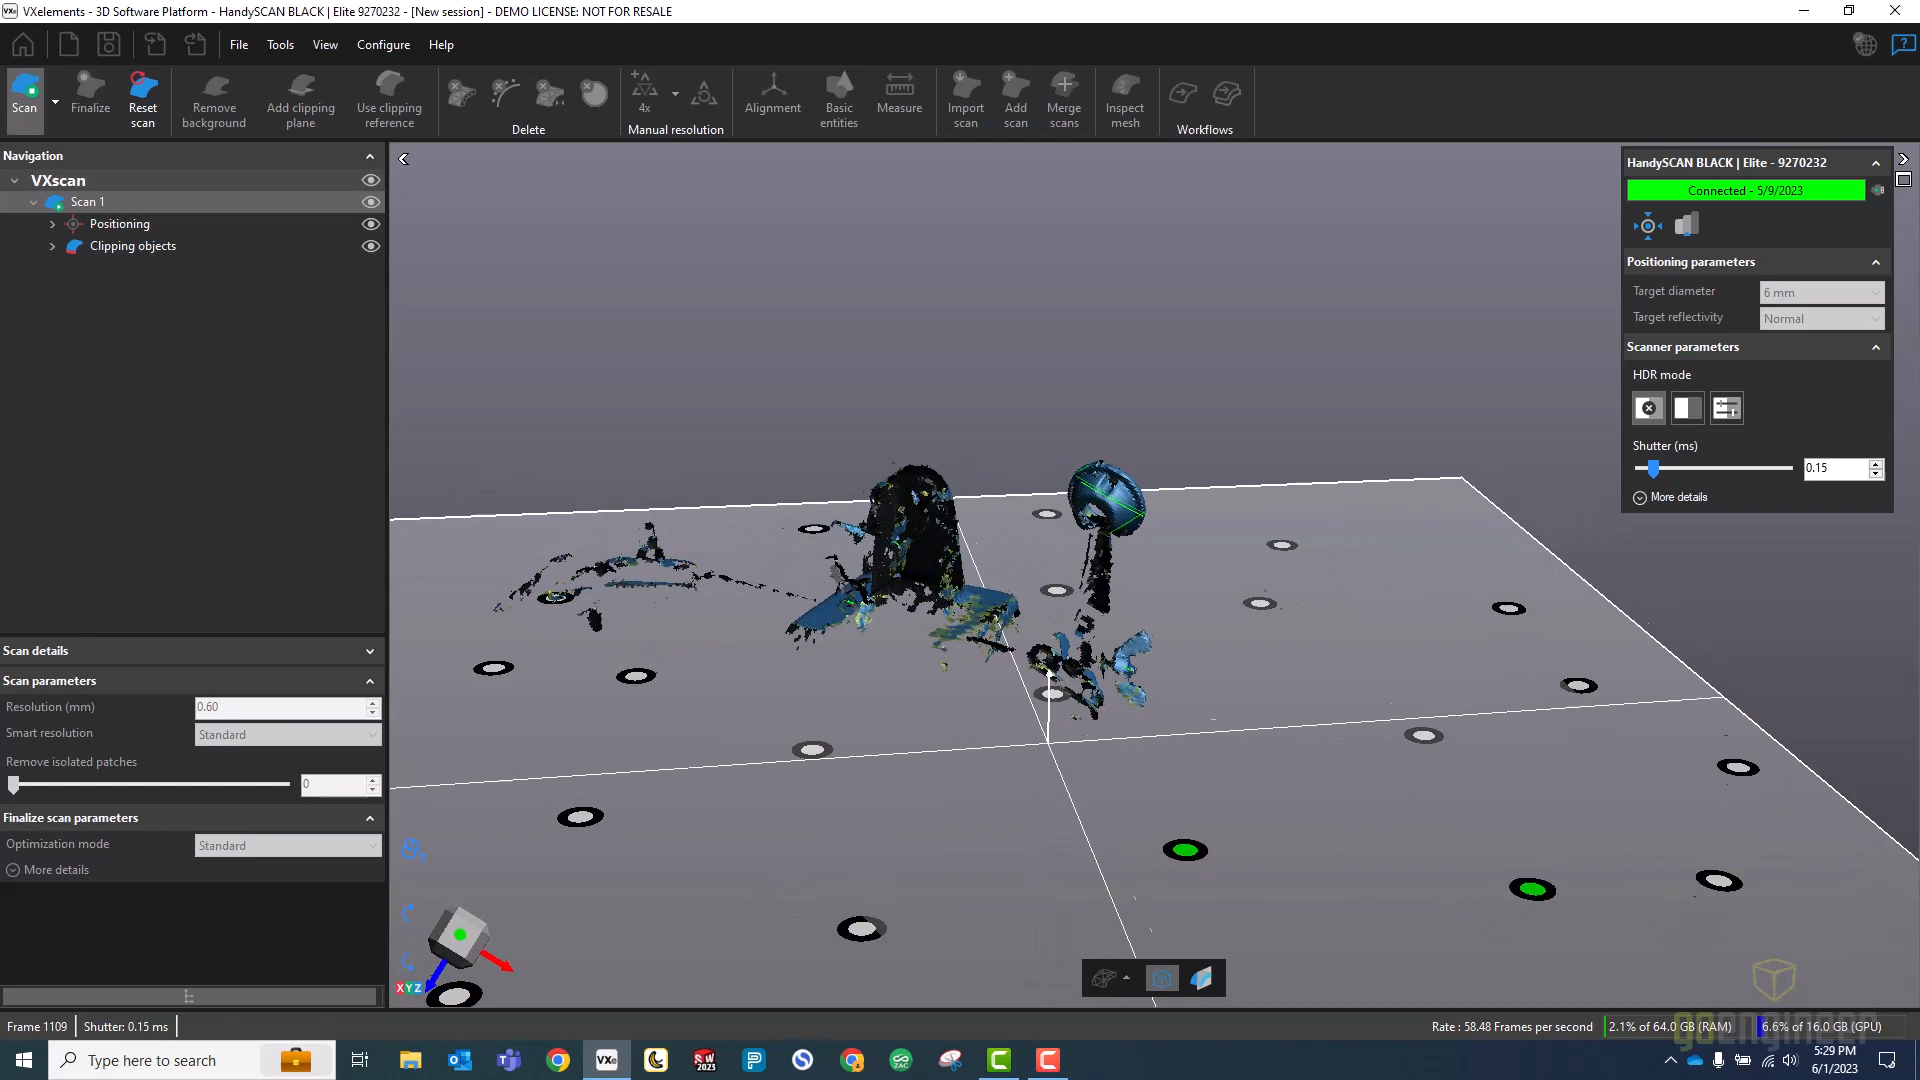 VXelements - 3D Software Platform - HandySCAN BLACK | Elite 9270232 - [New session] - DEMO LICENSE: NOT FOR RESALE
File Tools View Configure Help
Scan
Finalize
Reset scan
Remove background
Add clipping plane
Use clipping reference
Delete
4x
Manual resolution
Alignment
Basic entities
Measure
Import scan
Add scan
Merge scans
Inspect mesh
Workflows
Navigation
VXscan
Scan 1
Positioning
Clipping objects
Scan details
Scan parameters
Resolution (mm) 0.60
Smart resolution Standard
Remove isolated patches
0
Finalize scan parameters
Optimization mode Standard
More details
XYZ
HandySCAN BLACK | Elite - 9270232
Connected - 5/9/2023
Positioning parameters
Target diameter 6 mm
Target reflectivity Normal
Scanner parameters
HDR mode
Shutter (ms)
0.15
More details
goengineer
Frame 1109 Shutter: 0.15 ms
Rate : 58.48 Frames per second 2.1% of 64.0 GB (RAM) 6.6% of 16.0 GB (GPU)
Type here to search
5:29 PM
6/1/2023